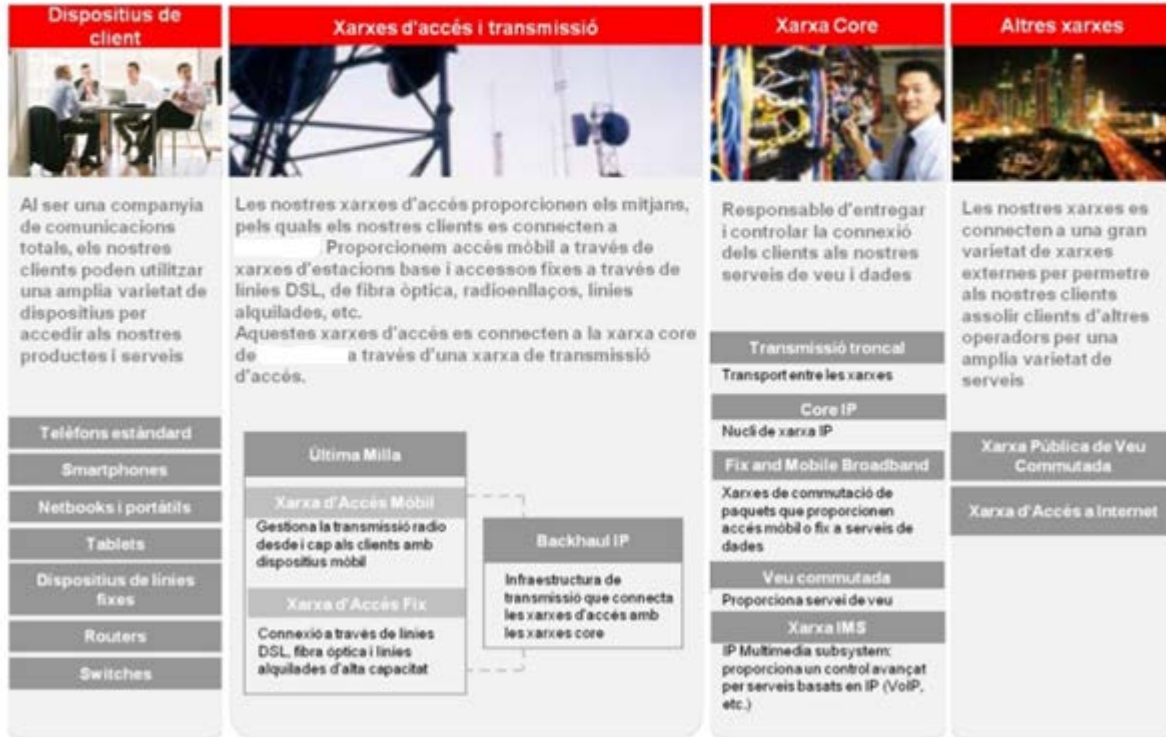 Dispositius de
client
Al ser una companyia
de comunicacions
totals, els nostres
clients poden utilitzar
una amplia varietat de
dispositius per
accedir als nostres
productes i serveis
Telèfons estàndard
Smartphones
Netbooks i portàtils
Tablets
Dispositius de línies
fixes
Routers
Switches
Xarxes d'accés i transmissió
Les nostres xarxes d'accés proporcionen els mitjans,
pels quals els nostres clients es connecten a
. Proporcionem accés mòbil a través de
xarxes d'estacions base i accessos fixes a través de
línies DSL, de fibra òptica, radioenllaços, línies
alquilades, etc.
Aquestes xarxes d'accés es connecten a la xarxa core
de a través d'una xarxa de transmissió
d'accés.
Última Milla
Xarxa d'Accés Mòbil
Gestiona la transmissió radio
desde i cap als clients amb
dispositius mòbil
Xarxa d'Accés Fix
Connexió a través de línies
DSL, fibra óptica i línies
alquilades d'alta capacitat
Backhaul IP
Infraestructura de
transmissió que connecta
les xarxes d'accés amb
les xarxes core
Xarxa Core
Responsable d'entregar
i controlar la connexió
dels clients als nostres
serveis de veu i dades
Transmissió troncal
Transport entre les xarxes
Core IP
Nucli de xarxa IP
Fix and Mobile Broadband
Xarxes de commutació de
paquets que proporcionen
accés móbil o fix a serveis de
dades
Veu commutada
Proporciona servei de veu
Xarxa IMS
IP Multimedia subsystem:
proporciona un control avançat
per serveis basats en IP (VoIP,
etc.)
Altres xarxes
Les nostres xarxes es
connecten a una gran
varietat de xarxes
externes per permetre
als nostres clients
assolir clients d'altres
operadors per una
amplia varietat de
serveis
Xarxa Pública de Veu
Commutada
Xarxa d'Accés a Internet